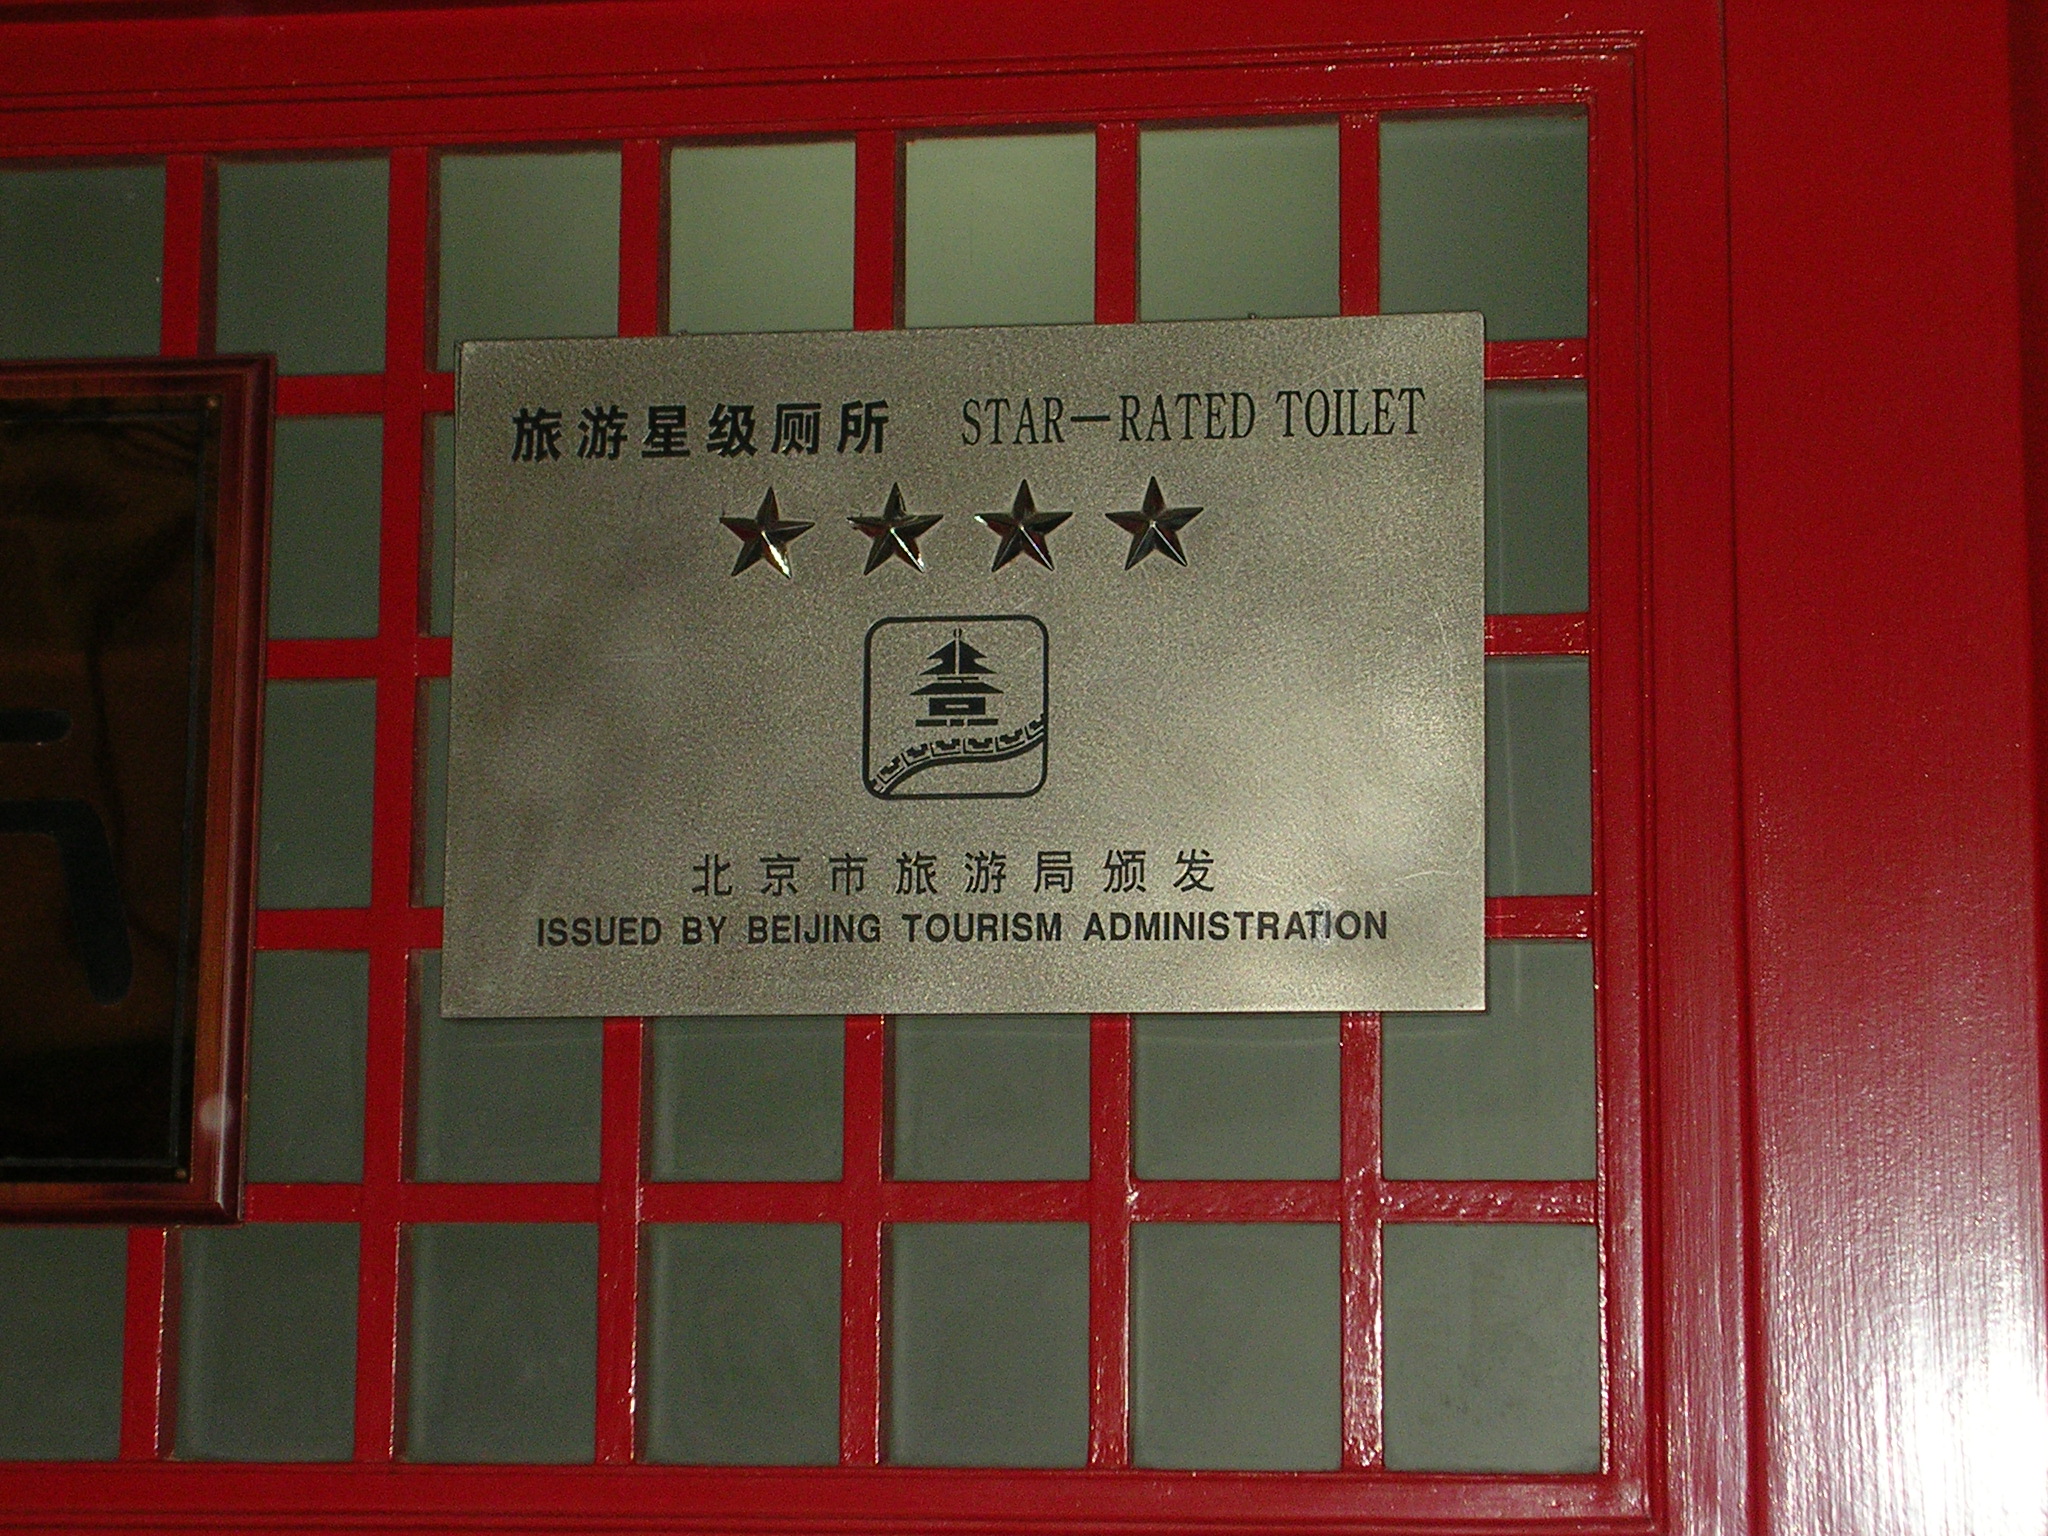 旅游星级厕所 STAR—RATED TOILET
北京市旅游局颁发
ISSUED BY BEIJING TOURISM ADMINISTRATION